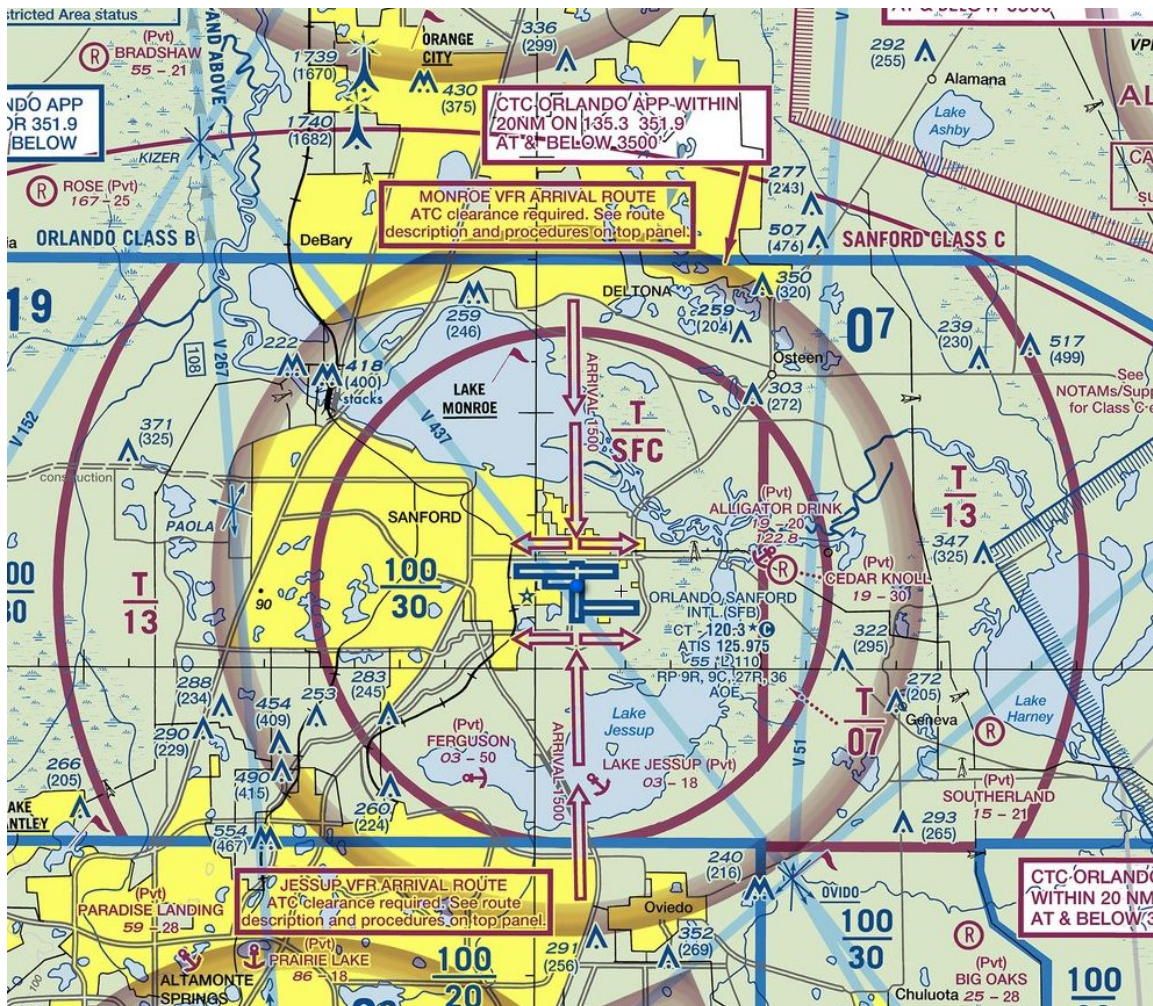 stricted Area status
(Pvt)
BRADSHAW
55 - 21
AND ABOVE
1739
(1670)
ORANGE
CITY
430
(375)
336
(299)
AT & BELOW 3500
292
(255)
Alamana
Lake
Ashby
NDO APP
OR 351.9
BELOW
KIZER
1740
(1682)
CTC ORLANDO APP WITHIN
20NM ON 135.3 351.9
AT & BELOW 3500
R
ROSE (Pvt)
167 - 25
MONROE VFR ARRIVAL ROUTE
ATC clearance required. See route
description and procedures on top panel.
277
(243)
507
(476)
ORLANDO CLASS B
DeBary
SANFORD CLASS C
19
259
(246)
DELTONA
350
(320)
259
(204)
07
239
(230)
517
(499)
Osteen
222
108
V 267
418
(400)
stacks
LAKE
MONROE
ARRIVAL 1500
303
(272)
See
NOTAMs/Supp
for Class C e
V 152
V 437
371
(325)
construction
T
SFC
PAOLA
SANFORD
(Pvt)
ALLIGATOR DRINK
19 - 20
122.8
T
13
347
(325)
100
30
T
13
90
R
(Pvt)
CEDAR KNOLL
19 - 30
ORLANDO SANFORD
INTL (SFB)
CT - 120.3 * C
ATIS 125.975
55 *L 110
RP 9R, 9C, 27R, 36
AOE
322
(295)
288
(234)
290
(229)
454
(409)
253
283
(245)
272
(205)
Geneva
T
07
Lake
Harney
R
266
(205)
490
(415)
(Pvt)
FERGUSON
03 - 50
ARRIVAL 1500
Lake
Jessup
LAKE JESSUP (Pvt)
03 - 18
V 51
(Pvt)
SOUTHERLAND
15 - 21
260
(224)
554
(467)
293
(265)
240
(216)
OVIDO
JESSUP VFR ARRIVAL ROUTE
ATC clearance required. See route
description and procedures on top panel.
(Pvt)
PARADISE LANDING
59 - 28
Oviedo
CTC ORLANDO
WITHIN 20 NM
AT & BELOW 3
(Pvt)
PRAIRIE LAKE
86 - 18
ALTAMONTE
SPRINGS
100
20
291
(256)
352
(269)
100
30
R
(Pvt)
BIG OAKS
25 - 28
Chuluota
100